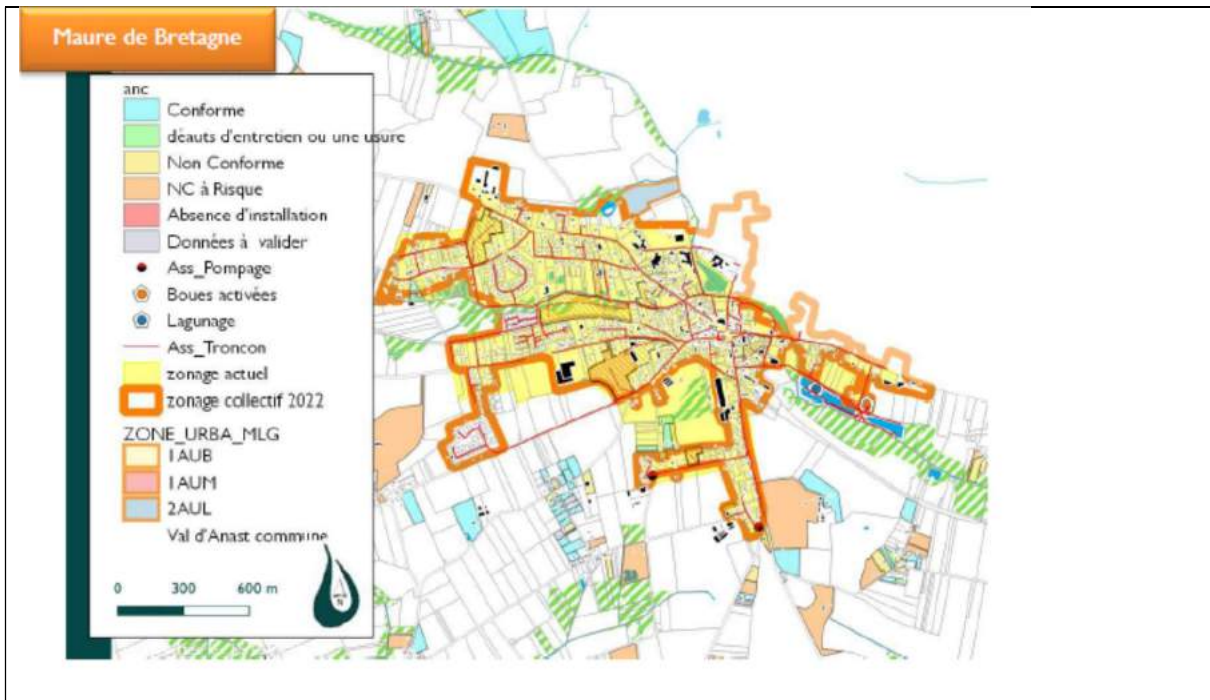 Maure de Bretagne
anc
Conforme
déauts d'entretien ou une usure
Non Conforme
NC à Risque
Absence d'installation
Données à valider
Ass_Pompage
Boues activées
Lagunage
Ass_Troncon
zonage actuel
zonage collectif 2022
ZONE_URBA_MLG
1AUB
1AUM
2AUL
Val d'Anast commune
0 300 600 m
N